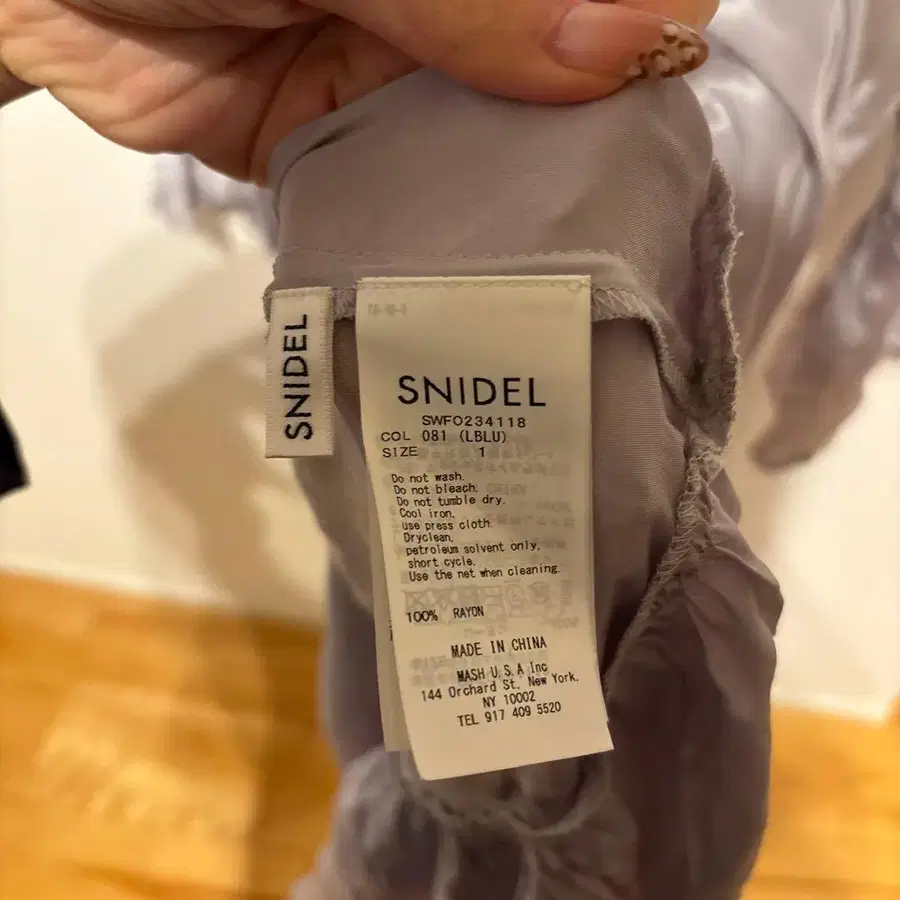 SNIDEL
SNIDEL
SWFO234118
COL 081 (LBLU)
SIZE 1
Do not wash.
Do not bleach.
Do not tumble dry.
Cool iron,
use press cloth.
Dryclean,
petroleum solvent only,
short cycle.
Use the net when cleaning.
100% RAYON
MADE IN CHINA
MASH U.S.A Inc
144 Orchard St. New York.
NY 10002
TEL 917 409 5520